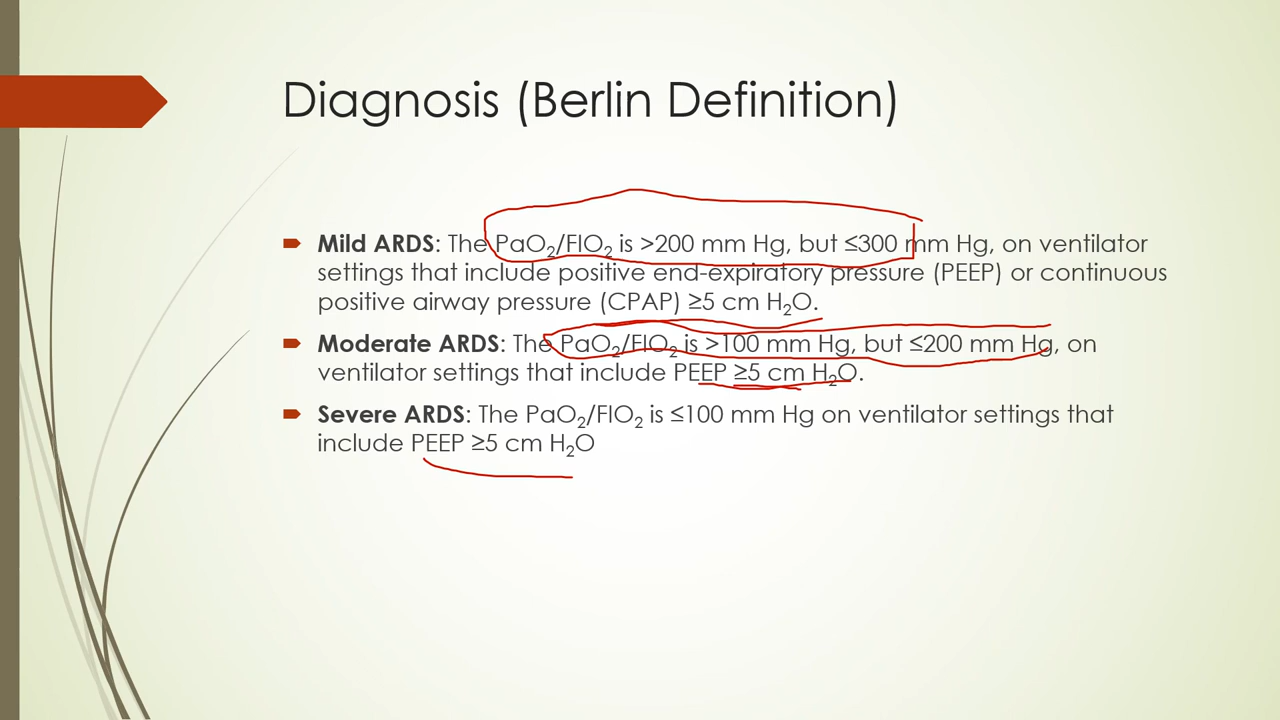 Diagnosis (Berlin Definition)
Mild ARDS: The PaO₂/FIO₂ is >200 mm Hg, but ≤300 mm Hg, on ventilator
settings that include positive end-expiratory pressure (PEEP) or continuous
positive airway pressure (CPAP) ≥5 cm H₂O.
Moderate ARDS: The PaO₂/FIO₂ is >100 mm Hg, but ≤200 mm Hg, on
ventilator settings that include PEEP ≥5 cm H₂O.
Severe ARDS: The PaO₂/FIO₂ is ≤100 mm Hg on ventilator settings that
include PEEP ≥5 cm H₂O